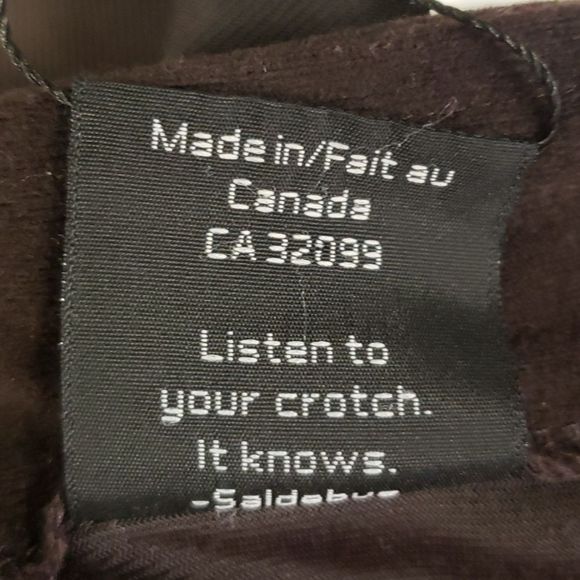 Made in/Fait au
Canada
CA 32099
Listen to
your crotch.
It knows.